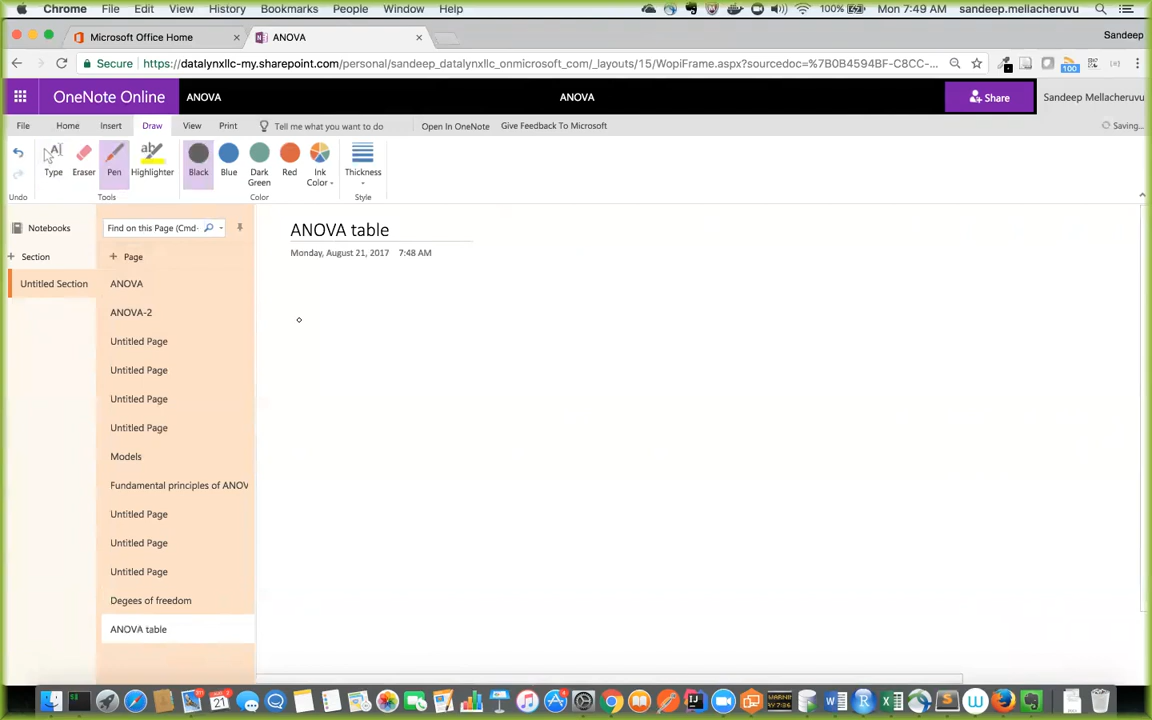 Chrome File Edit View History Bookmarks People Window Help 100% Mon 7:49 AM sandeep.mellacheruvu
Microsoft Office Home ANOVA Sandeep
Secure https://datalynxllc-my.sharepoint.com/personal/sandeep_datalynxllc_onmicrosoft_com/_layouts/15/WopiFrame.aspx?sourcedoc=%7B0B4594BF-C8CC-... 100
OneNote Online ANOVA ANOVA Share Sandeep Mellacheruvu
File Home Insert Draw View Print Tell me what you want to do Open In OneNote Give Feedback To Microsoft Saving...
Type Eraser Pen Highlighter Black Blue Dark Green Red Ink Color Thickness
Undo Tools Color Style
Notebooks
Find on this Page (Cmd-
Section
Page
Untitled Section
ANOVA
ANOVA-2
Untitled Page
Untitled Page
Untitled Page
Untitled Page
Models
Fundamental principles of ANOV
Untitled Page
Untitled Page
Untitled Page
Degees of freedom
ANOVA table
ANOVA table
Monday, August 21, 2017 7:48 AM